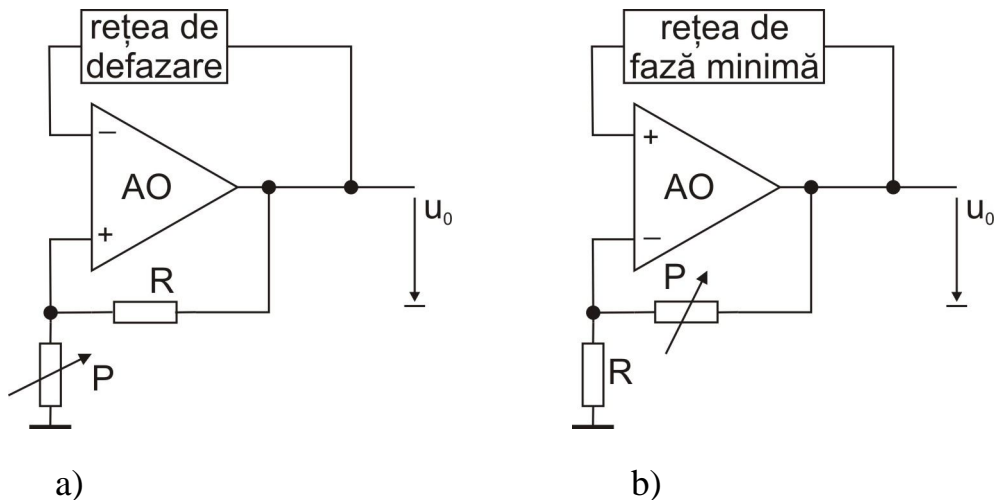 rețea de
defazare
−
AO
+
R
P
u₀
a)
rețea de
fază minimă
+
AO
−
P
R
u₀
b)